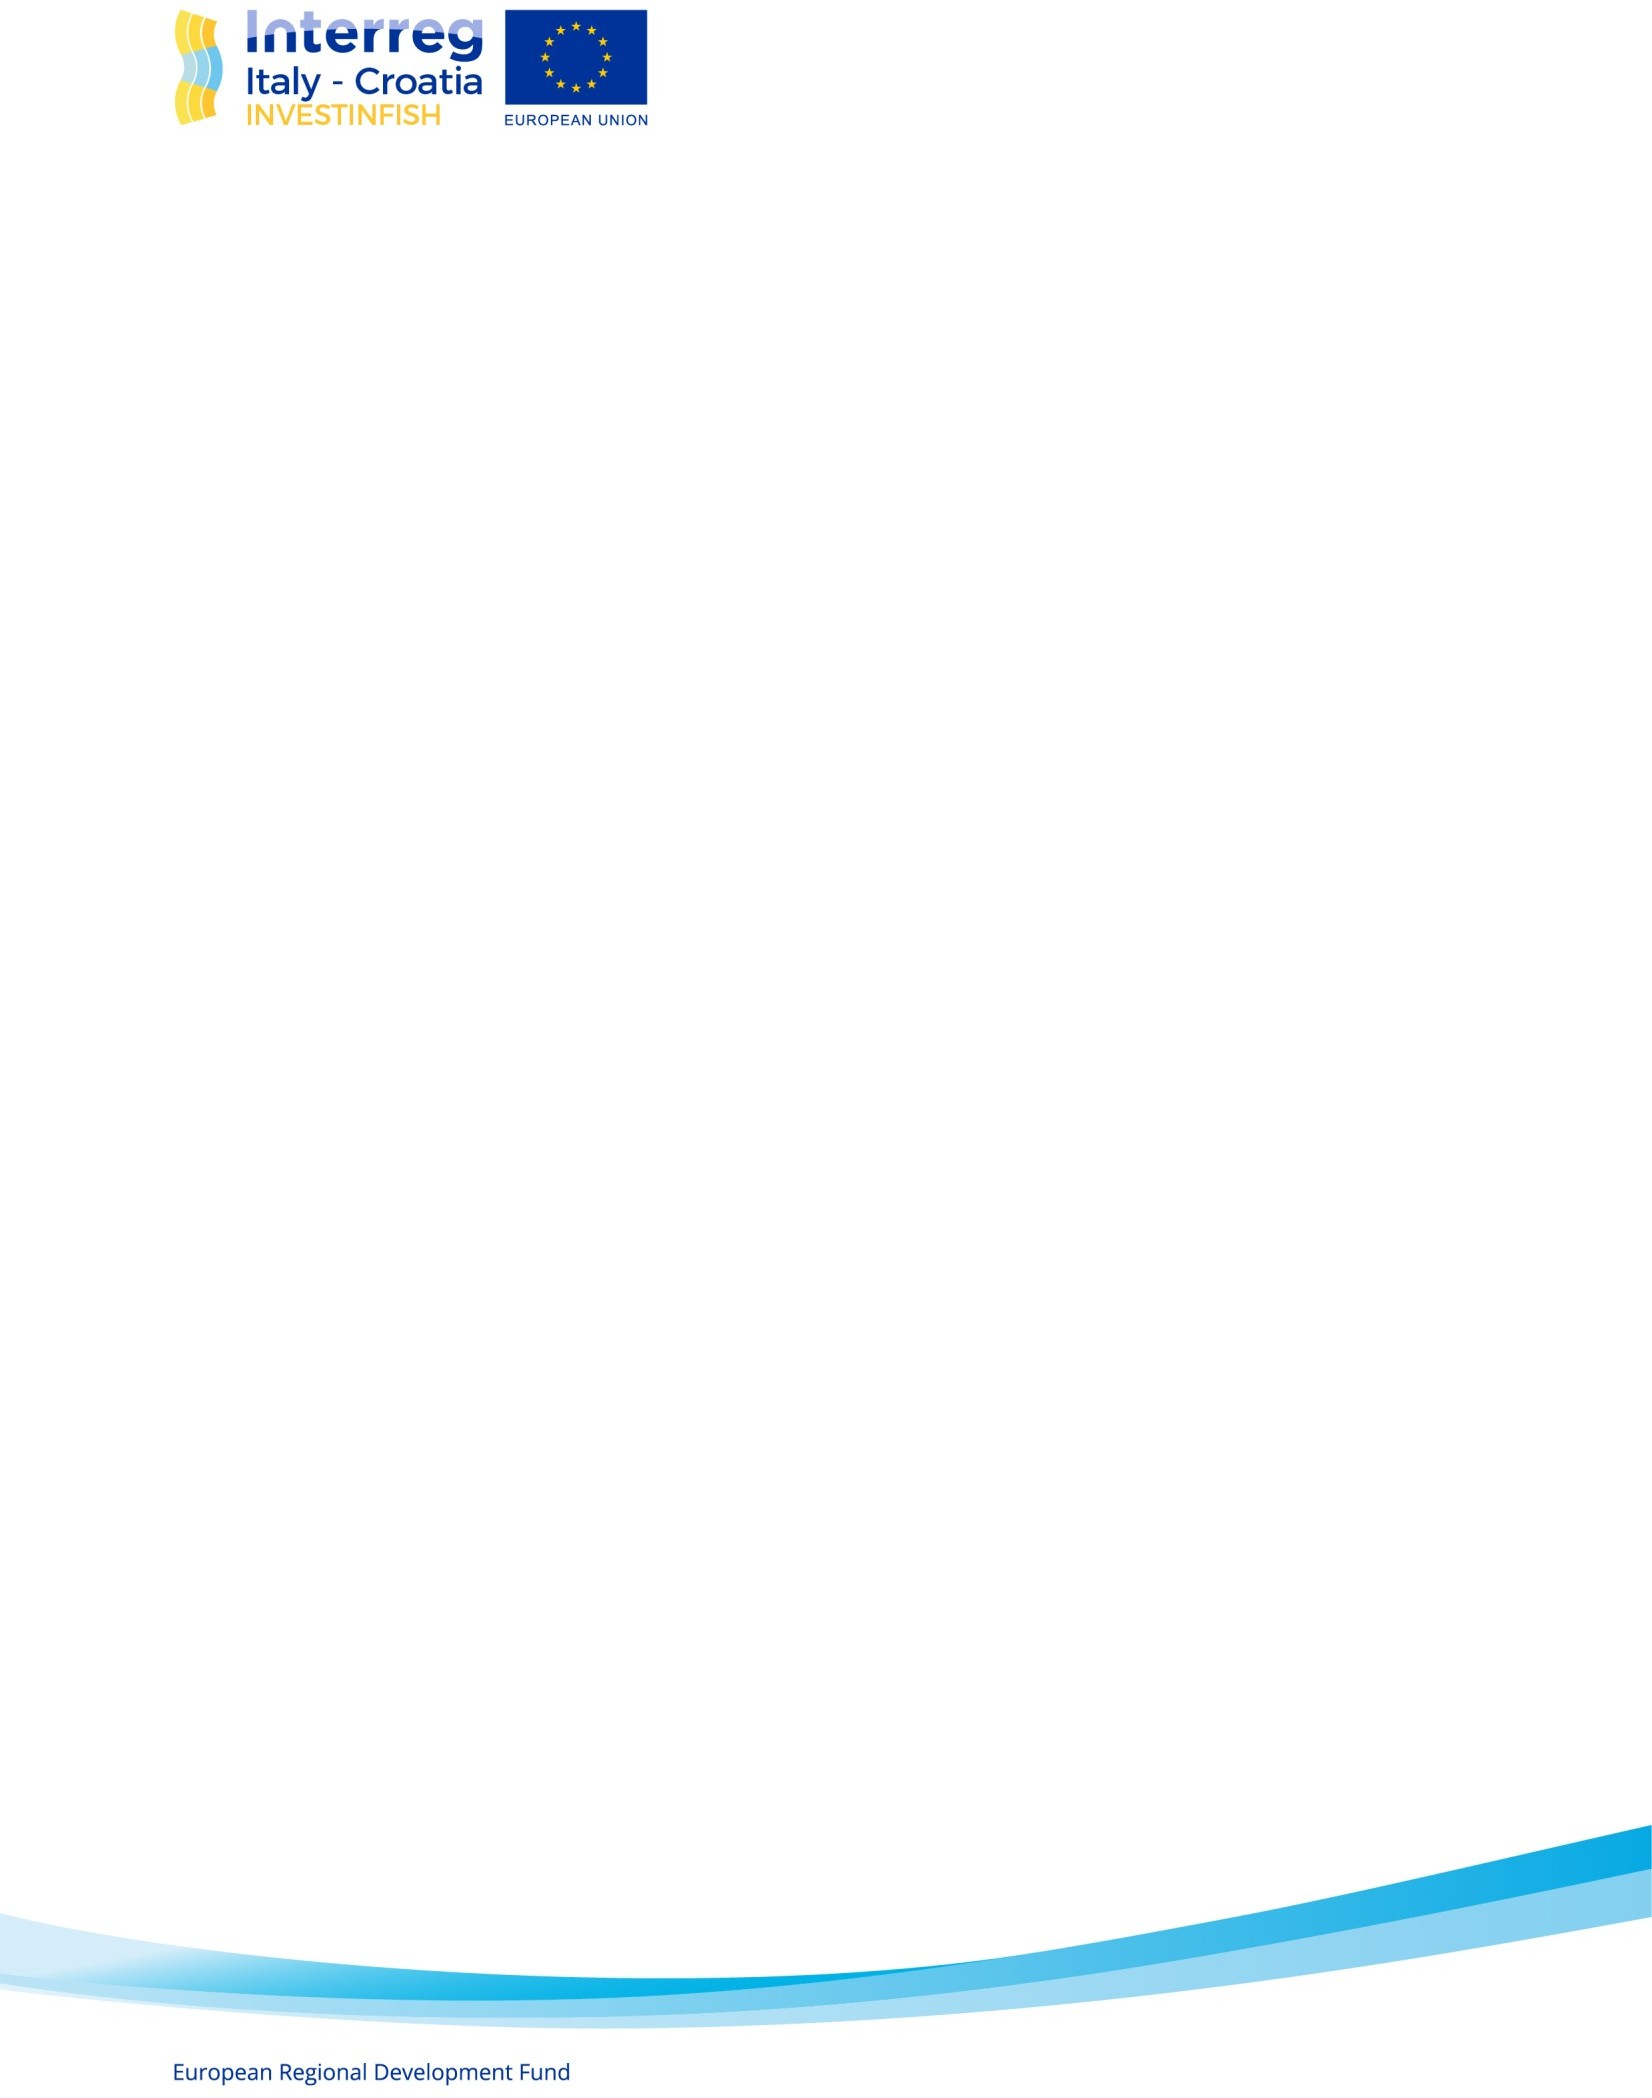 Interreg
Italy - Croatia
INVESTINFISH
EUROPEAN UNION
European Regional Development Fund